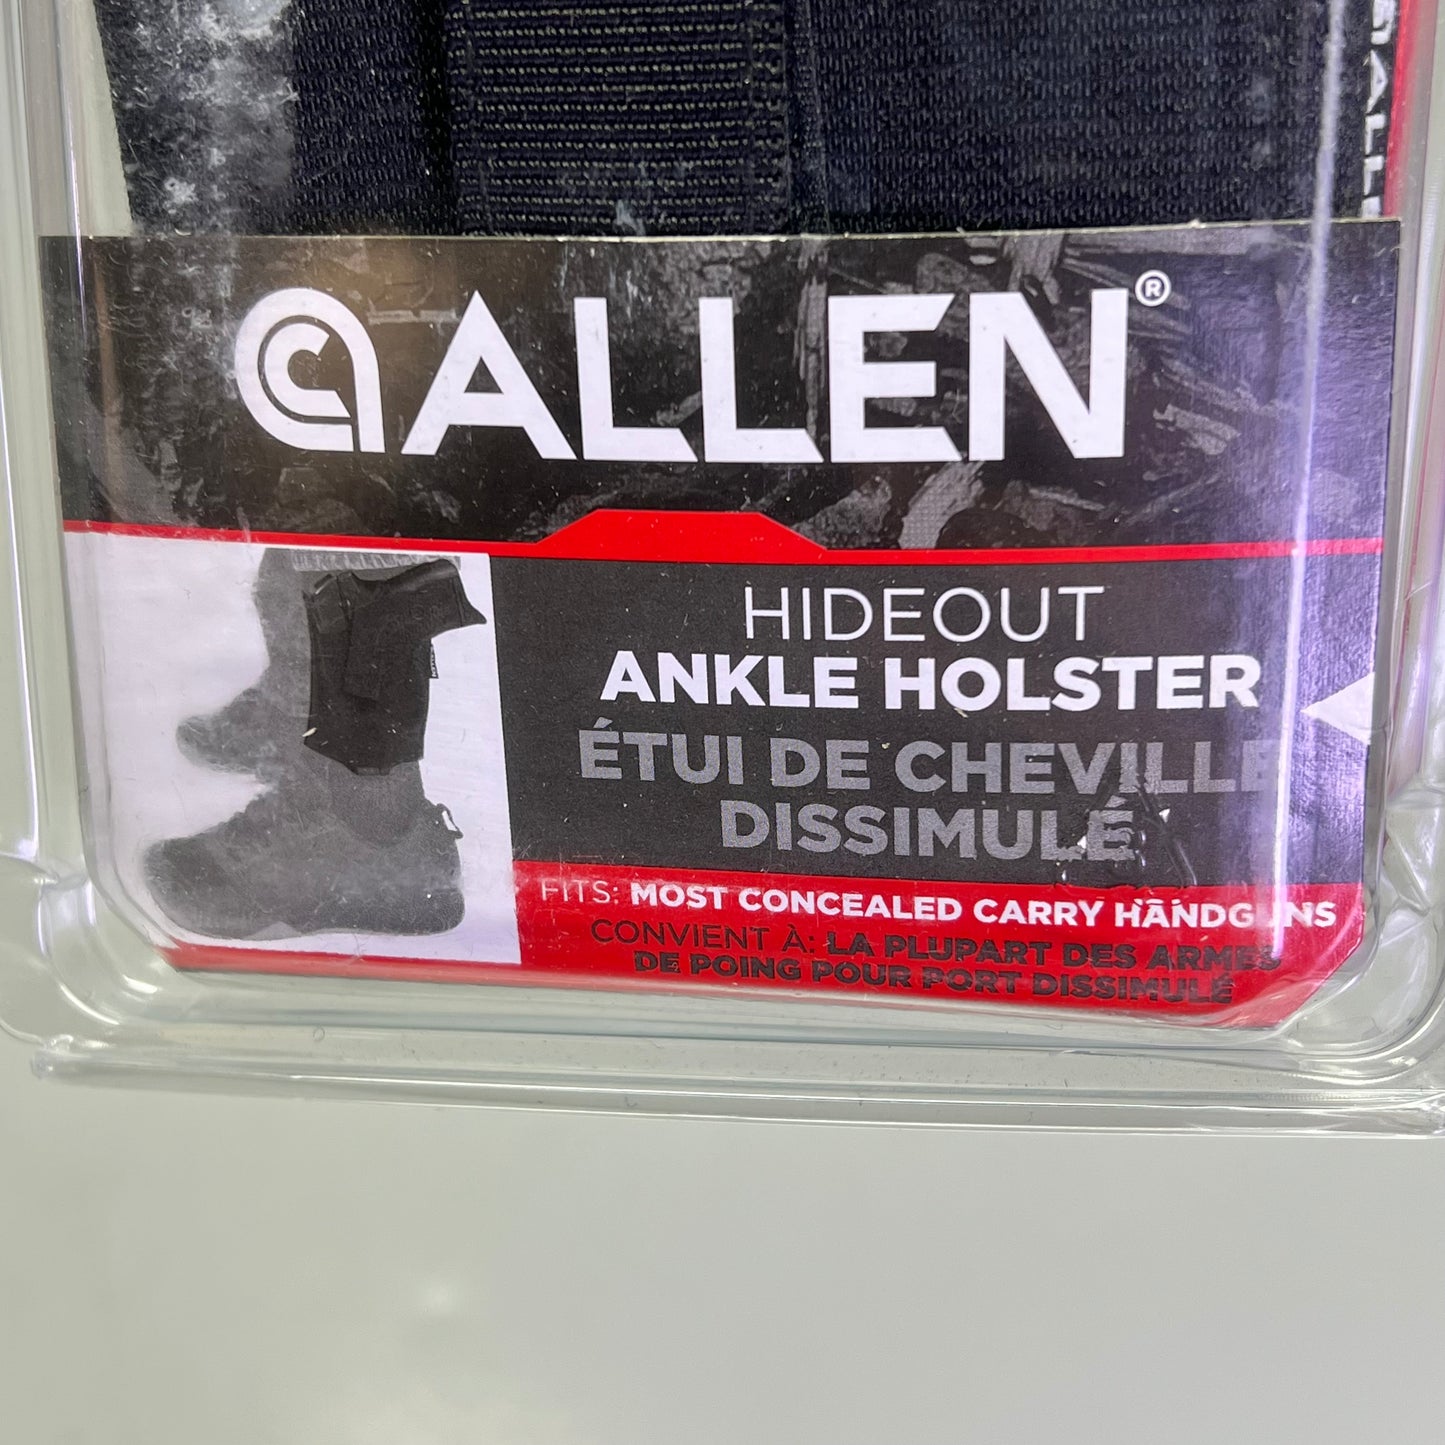 ALLEN®
HIDEOUT
ANKLE HOLSTER
ÉTUI DE CHEVILLE
DISSIMULÉ
FITS: MOST CONCEALED CARRY HANDGUNS
CONVIENT À: LA PLUPART DES ARMES
DE POING POUR PORT DISSIMULÉ